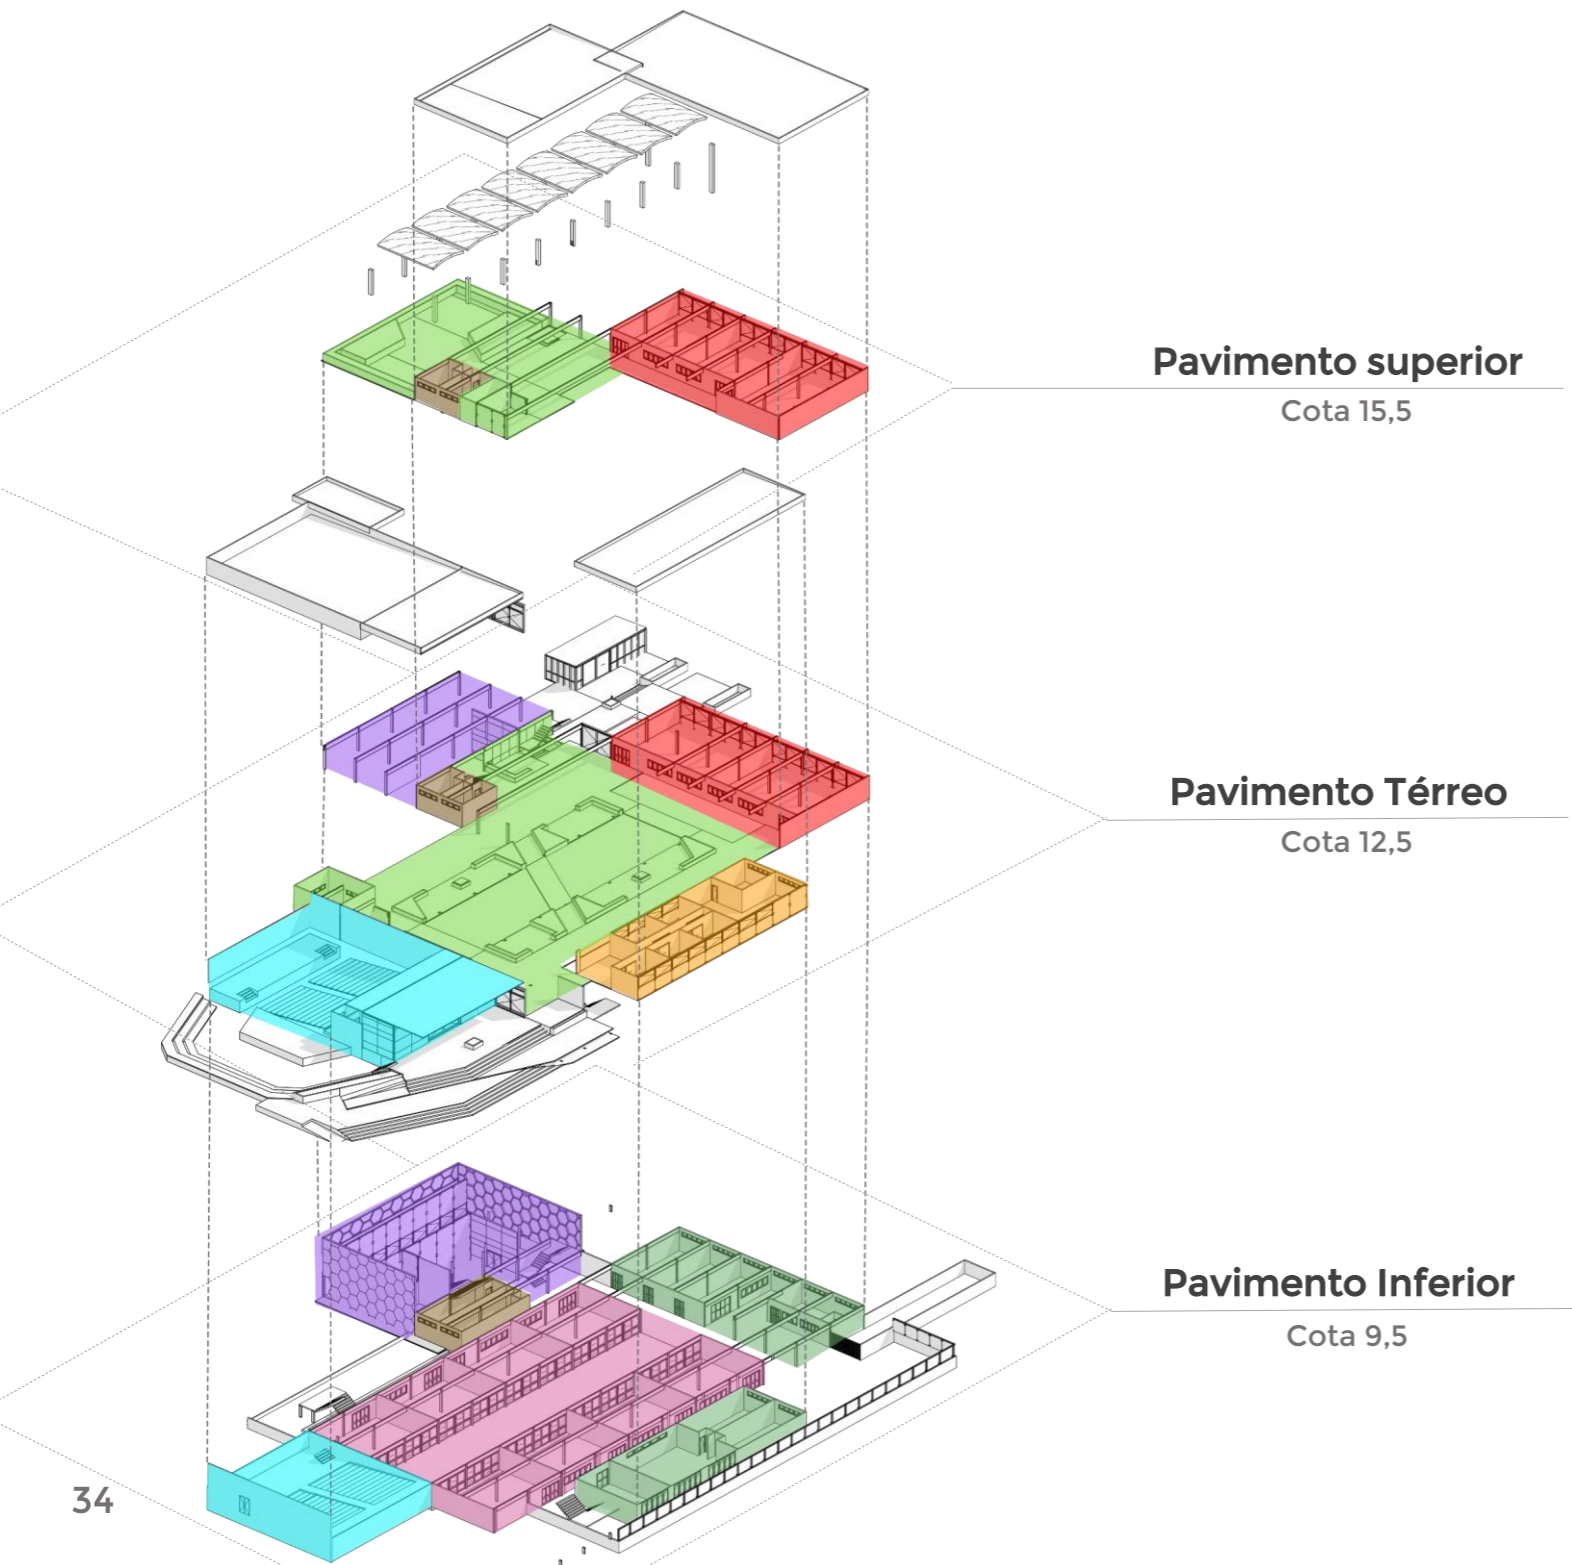 Pavimento superior
Cota 15,5
Pavimento Térreo
Cota 12,5
Pavimento Inferior
Cota 9,5
34